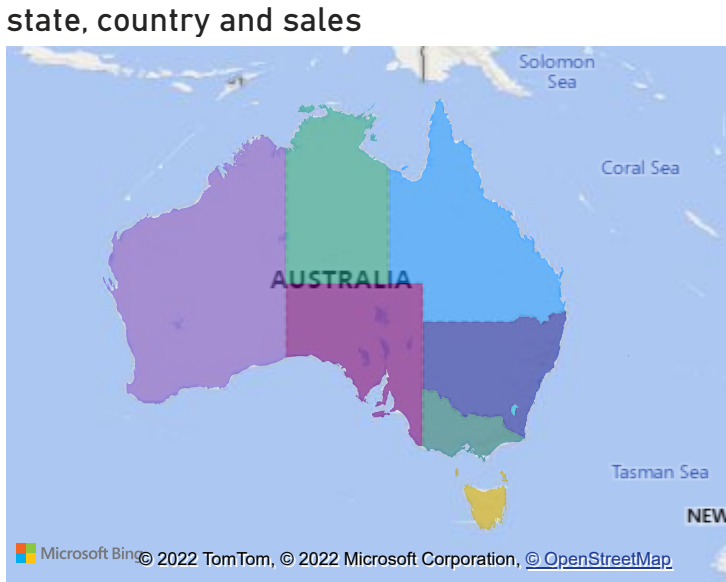 state, country and sales
Solomon
Sea
Coral Sea
AUSTRALIA
Tasman Sea
NEW
Microsoft Bing
© 2022 TomTom, © 2022 Microsoft Corporation, © OpenStreetMap